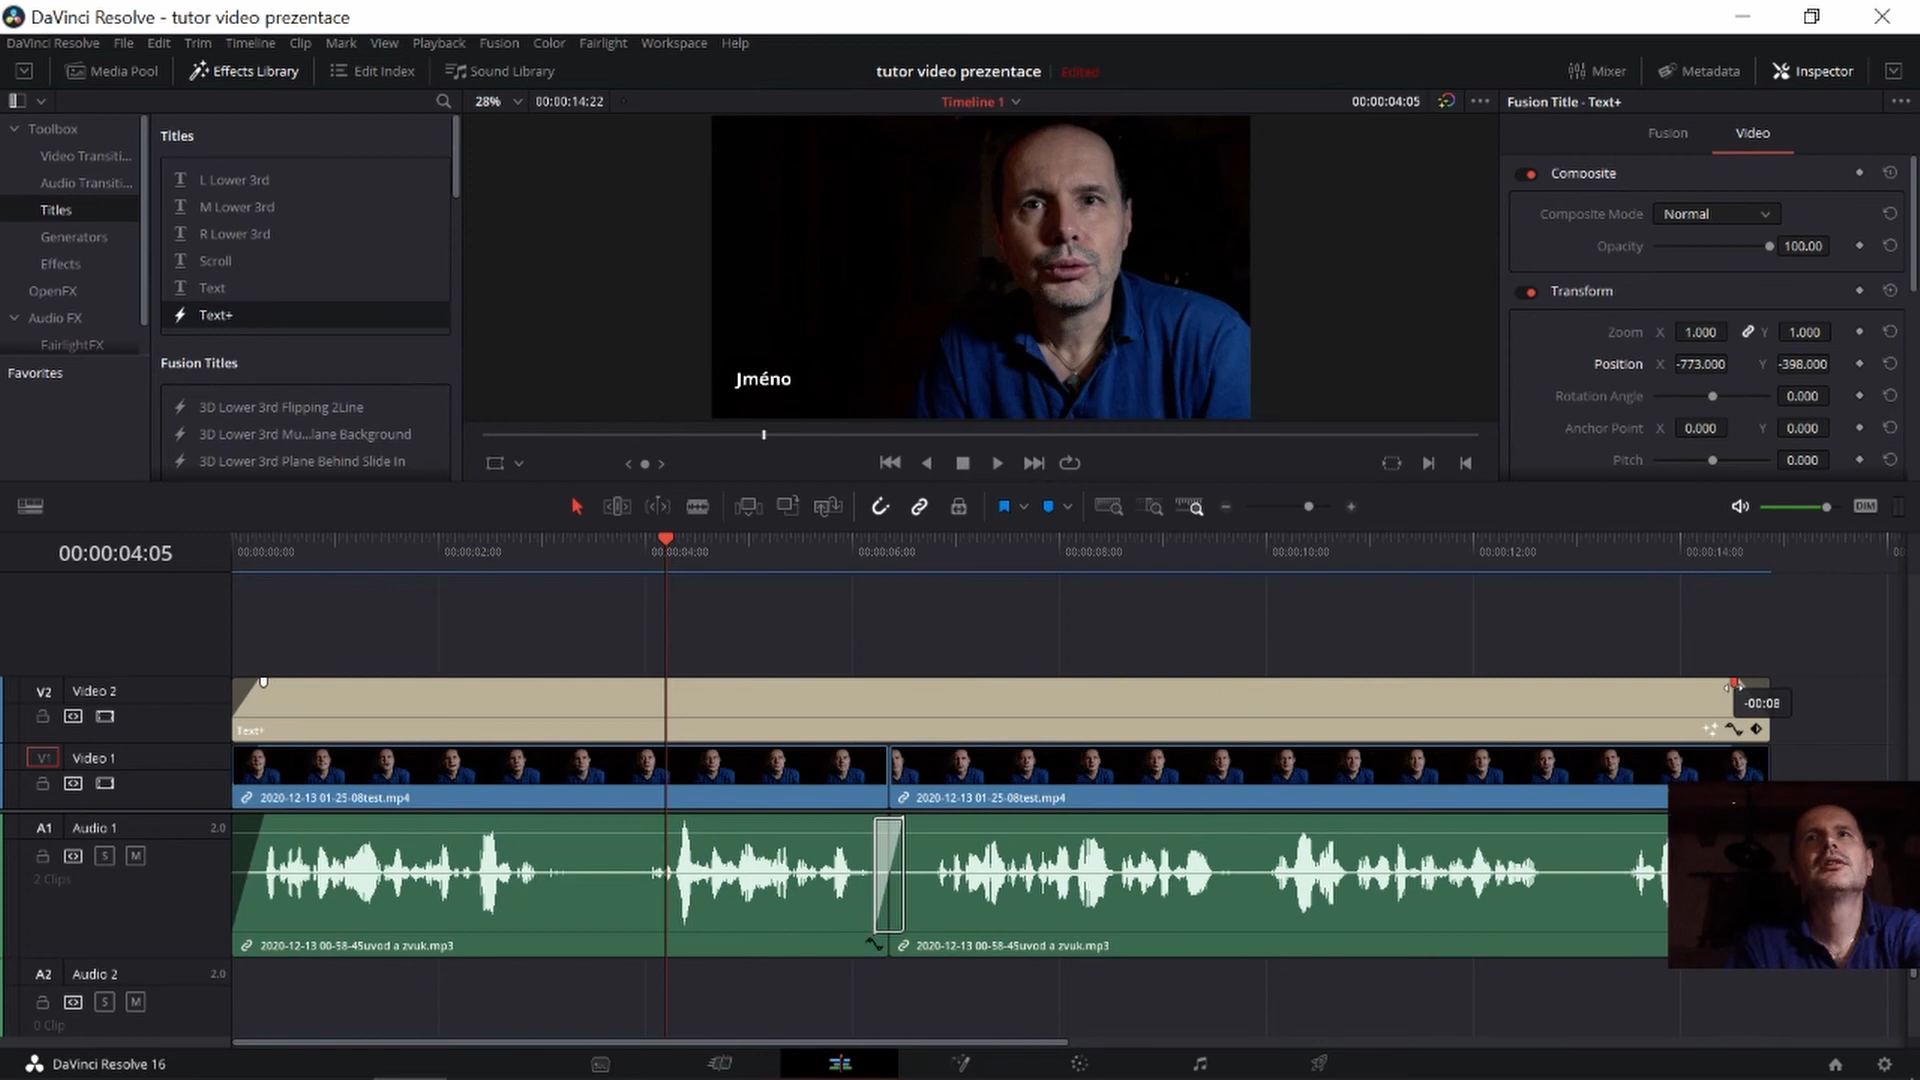 DaVinci Resolve - tutor video prezentace
DaVinci Resolve File Edit Trim Timeline Clip Mark View Playback Fusion Color Fairlight Workspace Help
Media Pool Effects Library Edit Index Sound Library tutor video prezentace Edited Mixer Metadata Inspector
28% 00:00:14:22 Timeline 1 00:00:04:05 Fusion Title - Text+
Toolbox
Video Transiti...
Audio Transiti...
Titles
Generators
Effects
OpenFX
Audio FX
FairlightFX
Favorites
Titles
L Lower 3rd
M Lower 3rd
R Lower 3rd
Scroll
Text
Text+
Fusion Titles
3D Lower 3rd Flipping 2Line
3D Lower 3rd Mu...lane Background
3D Lower 3rd Plane Behind Slide In
Jméno
Fusion Video
Composite
Composite Mode Normal
Opacity 100.00
Transform
Zoom X 1.000 Y 1.000
Position X -773.000 Y -398.000
Rotation Angle 0.000
Anchor Point X 0.000 Y 0.000
Pitch 0.000
DIM
00:00:04:05
00:00:00:00 00:00:02:00 00:00:04:00 00:00:06:00 00:00:08:00 00:00:10:00 00:00:12:00 00:00:14:00 00
V2 Video 2
-00:08
Text+
V1 Video 1
2020-12-13 01-25-08test.mp4 2020-12-13 01-25-08test.mp4
A1 Audio 1 2.0
S M
2 Clips
2020-12-13 00-58-45uvod a zvuk.mp3 2020-12-13 00-58-45uvod a zvuk.mp3
A2 Audio 2 2.0
S M
0 Clip
DaVinci Resolve 16